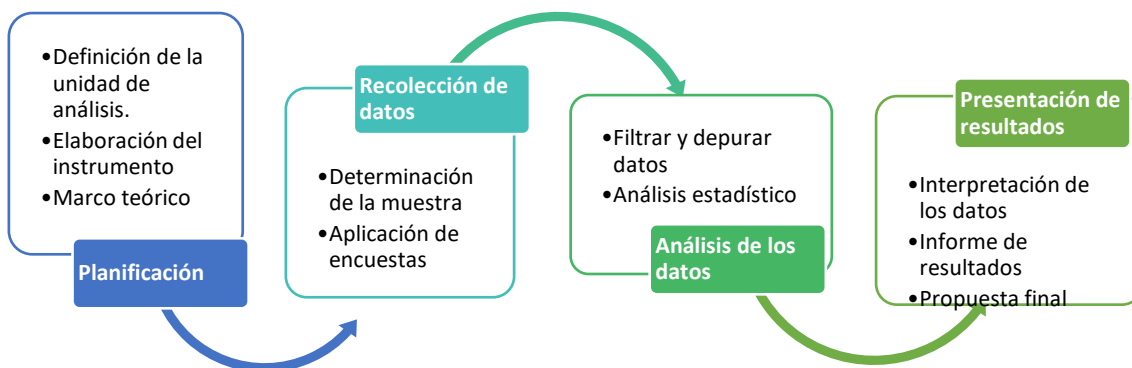 •Definición de la
unidad de
análisis.
•Elaboración del
instrumento
•Marco teórico
Planificación
Recolección de
datos
•Determinación
de la muestra
•Aplicación de
encuestas
•Filtrar y depurar
datos
•Análisis estadístico
Análisis de los
datos
Presentación de
resultados
•Interpretación de
los datos
•Informe de
resultados
•Propuesta final